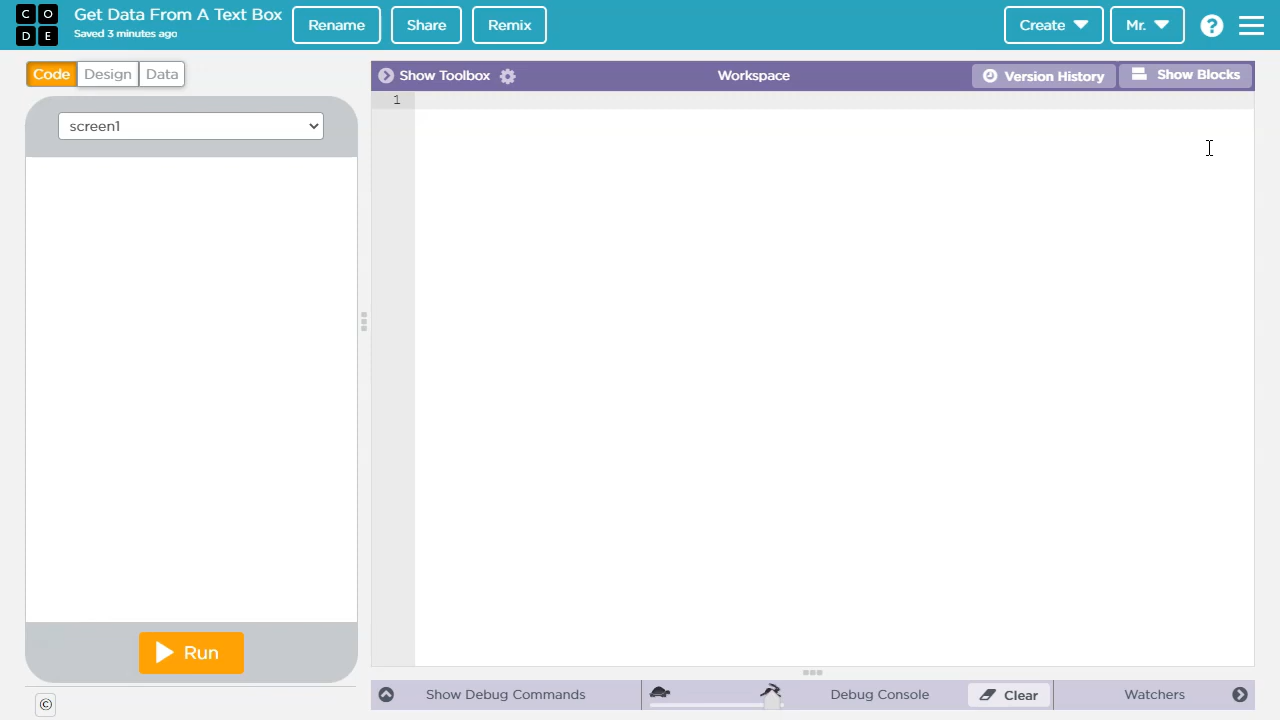 C O
D E
Get Data From A Text Box
Saved 3 minutes ago
Rename
Share
Remix
Create
Mr.
?
Code
Design
Data
Show Toolbox
Workspace
Version History
Show Blocks
screen1
1
Run
©
Show Debug Commands
Debug Console
Clear
Watchers